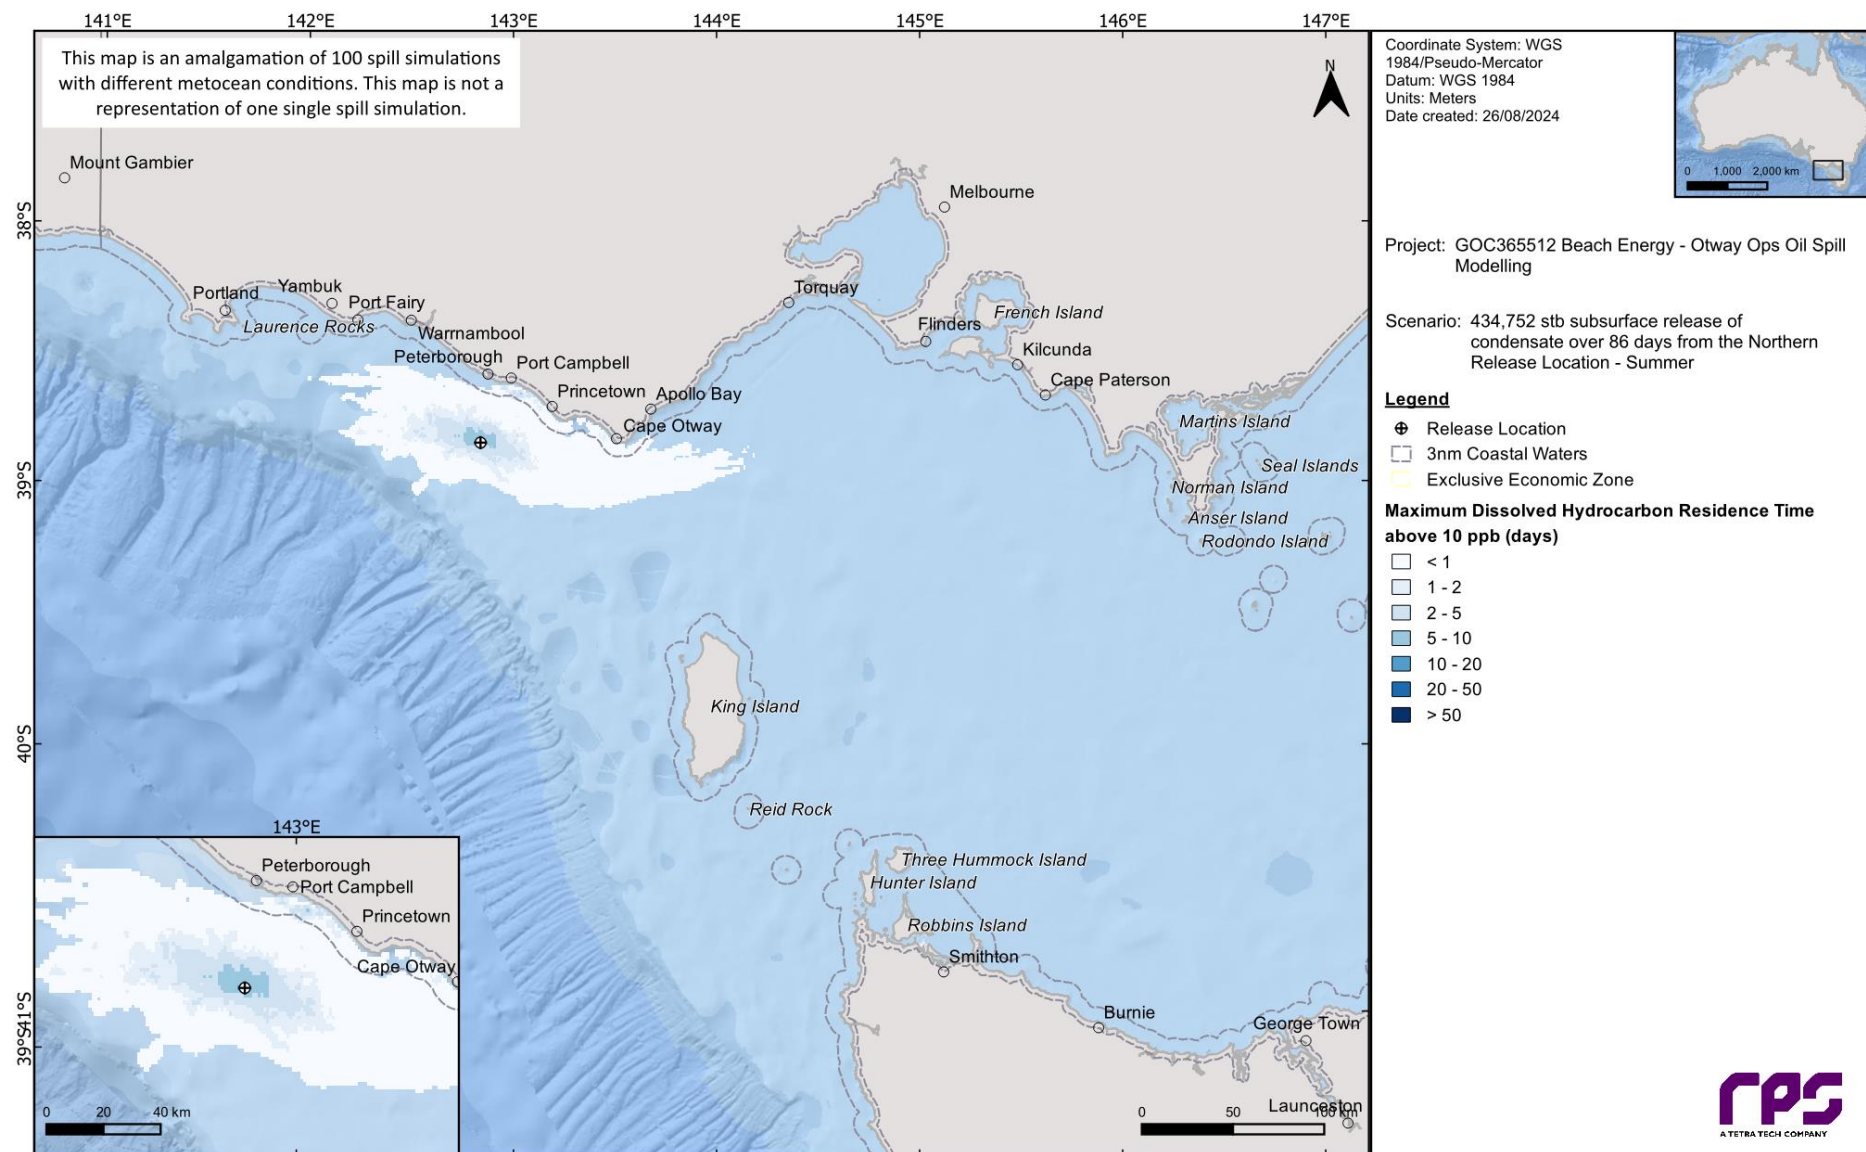 141°E 142°E 143°E 144°E 145°E 146°E 147°E
This map is an amalgamation of 100 spill simulations
with different metocean conditions. This map is not a
representation of one single spill simulation.
N
Mount Gambier
Melbourne
38°S
Portland
Yambuk
Port Fairy
Laurence Rocks
Warrnambool
Torquay
French Island
Flinders
Peterborough
Port Campbell
Kilcunda
Princetown
Apollo Bay
Cape Paterson
Cape Otway
Martins Island
39°S
Seal Islands
Norman Island
Anser Island
Rodondo Island
King Island
40°S
Reid Rock
Three Hummock Island
Hunter Island
Robbins Island
Smithton
Burnie
George Town
41°S
Launceston
0 50 100 km
143°E
Peterborough
Port Campbell
Princetown
Cape Otway
39°S
0 20 40 km
Coordinate System: WGS
1984/Pseudo-Mercator
Datum: WGS 1984
Units: Meters
Date created: 26/08/2024
0 1,000 2,000 km
Project: GOC365512 Beach Energy - Otway Ops Oil Spill
Modelling
Scenario: 434,752 stb subsurface release of
condensate over 86 days from the Northern
Release Location - Summer
Legend
Release Location
3nm Coastal Waters
Exclusive Economic Zone
Maximum Dissolved Hydrocarbon Residence Time
above 10 ppb (days)
< 1
1 - 2
2 - 5
5 - 10
10 - 20
20 - 50
> 50
rps
A TETRA TECH COMPANY